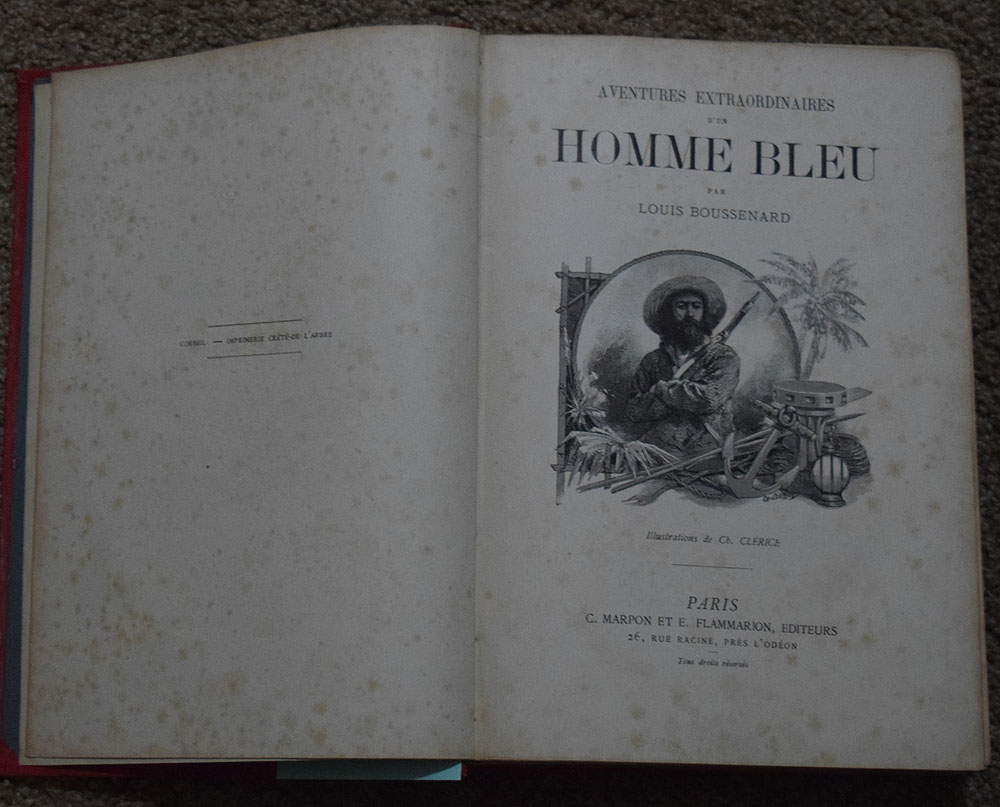 CORBEIL. — IMPRIMERIE CRÉTÉ-DE L'ARBRE
AVENTURES EXTRAORDINAIRES
D'UN
HOMME BLEU
PAR
LOUIS BOUSSENARD
Illustrations de Ch. CLÉRICE
PARIS
C. MARPON ET E. FLAMMARION, EDITEURS
26, RUE RACINE, PRÈS L'ODÉON
Tous droits réservés